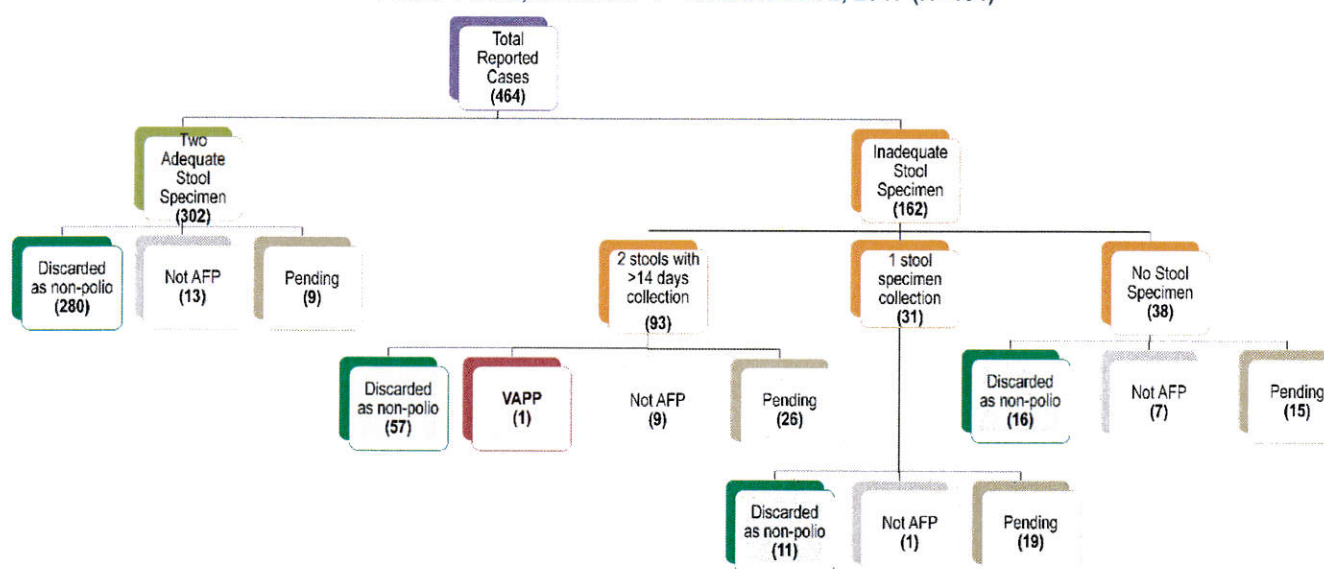 Total
Reported
Cases
(464)
Two
Adequate
Stool
Specimen
(302)
Inadequate
Stool
Specimen
(162)
Discarded
as non-polio
(280)
Not AFP
(13)
Pending
(9)
2 stools with
>14 days
collection
(93)
1 stool
specimen
collection
(31)
No Stool
Specimen
(38)
Discarded
as non-polio
(57)
VAPP
(1)
Not AFP
(9)
Pending
(26)
Discarded
as non-polio
(16)
Not AFP
(7)
Pending
(15)
Discarded
as non-polio
(11)
Not AFP
(1)
Pending
(19)